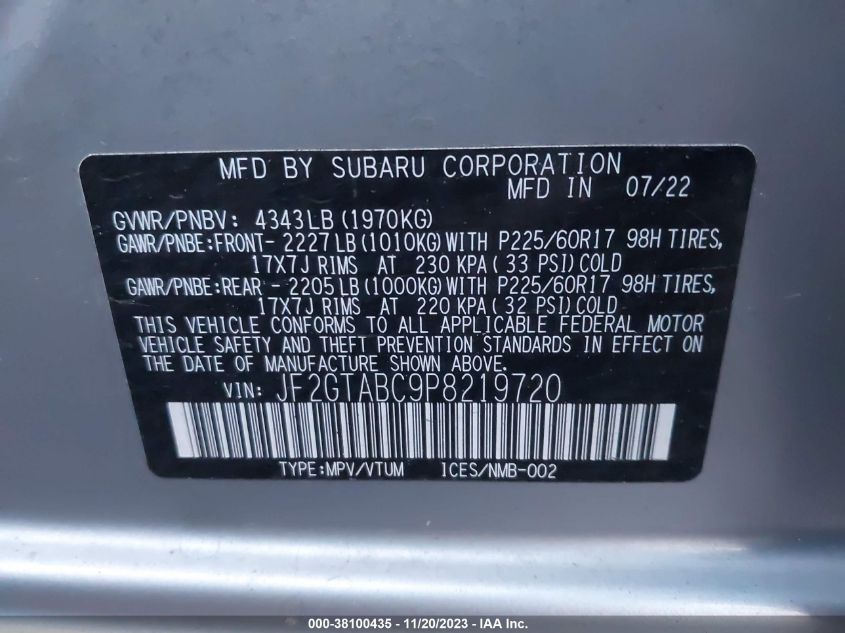 MFD BY SUBARU CORPORATION
MFD IN 07/22
GVWR/PNBV: 4343LB (1970KG)
GAWR/PNBE:FRONT- 2227LB (1010KG) WITH P225/60R17 98H TIRES,
17X7J RIMS AT 230 KPA ( 33 PSI) COLD
GAWR/PNBE:REAR - 2205LB (1000KG) WITH P225/60R17 98H TIRES,
17X7J RIMS AT 220 KPA ( 32 PSI) COLD
THIS VEHICLE CONFORMS TO ALL APPLICABLE FEDERAL MOTOR
VEHICLE SAFETY AND THEFT PREVENTION STANDARDS IN EFFECT ON
THE DATE OF MANUFACTURE SHOWN ABOVE.
VIN: JF2GTABC9P8219720
TYPE:MPV/VTUM ICES/NMB-002
000-38100435 - 11/20/2023 - IAA Inc.